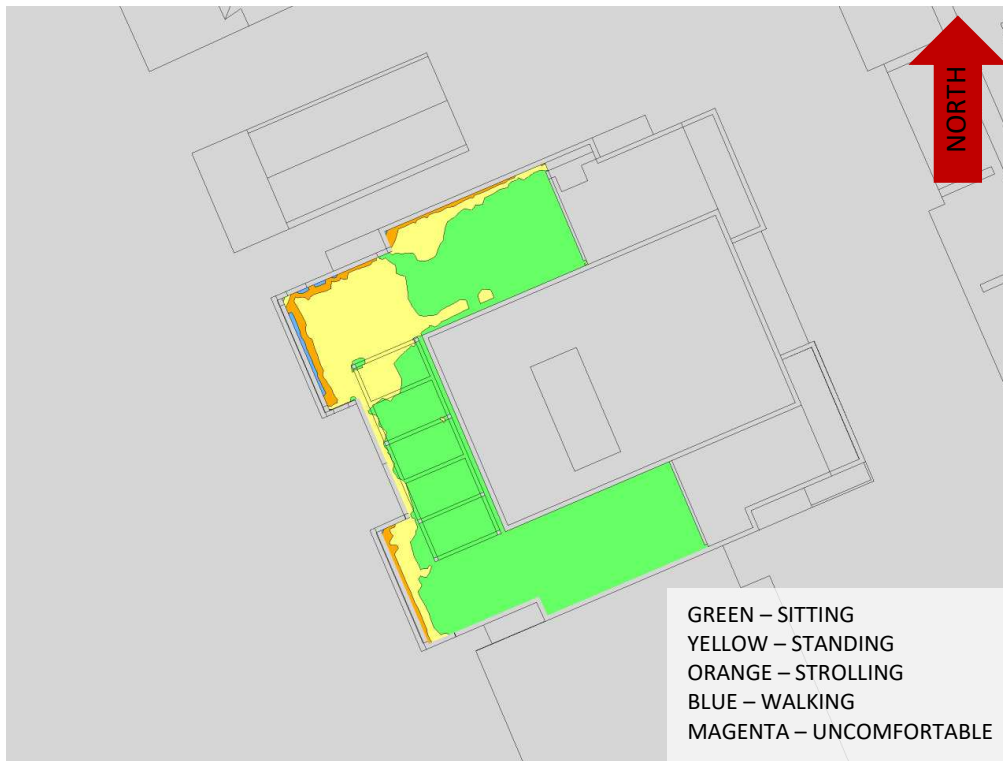 NORTH
GREEN – SITTING
YELLOW – STANDING
ORANGE – STROLLING
BLUE – WALKING
MAGENTA – UNCOMFORTABLE